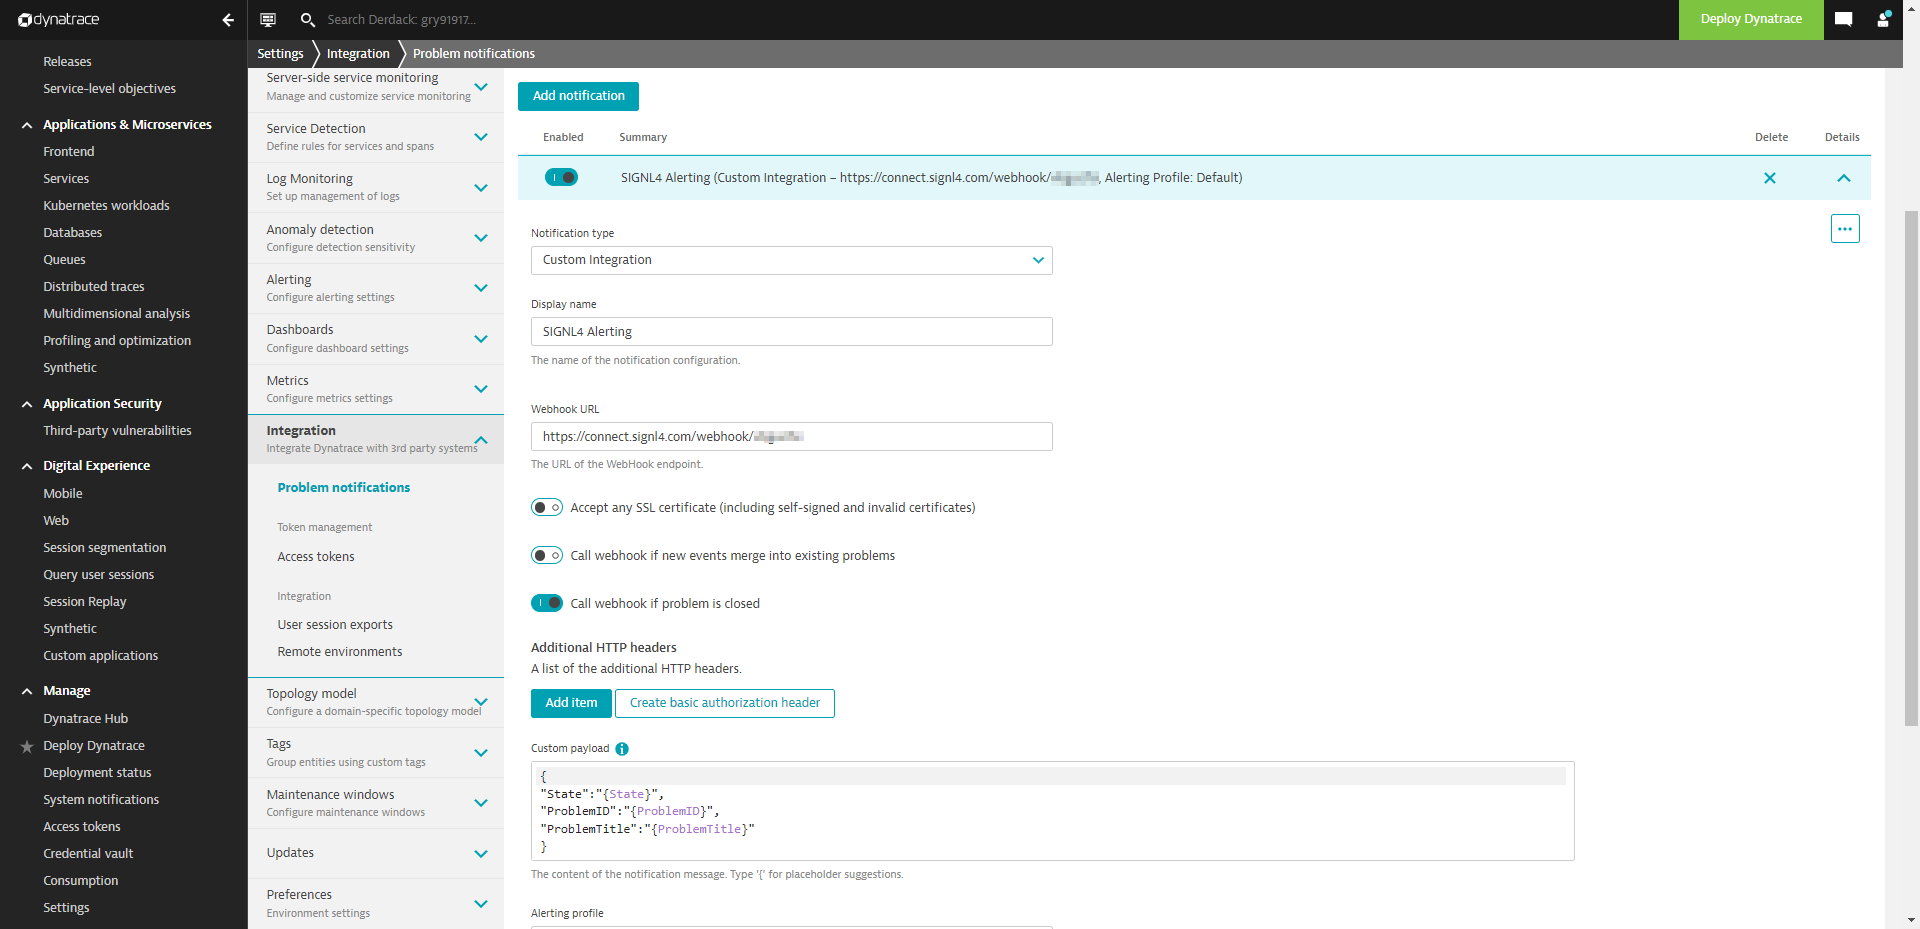 dynatrace
Search Derdack: gry91917...
Deploy Dynatrace
Settings
Integration
Problem notifications
Releases
Service-level objectives
Applications & Microservices
Frontend
Services
Kubernetes workloads
Databases
Queues
Distributed traces
Multidimensional analysis
Profiling and optimization
Synthetic
Application Security
Third-party vulnerabilities
Digital Experience
Mobile
Web
Session segmentation
Query user sessions
Session Replay
Synthetic
Custom applications
Manage
Dynatrace Hub
Deploy Dynatrace
Deployment status
System notifications
Access tokens
Credential vault
Consumption
Settings
Server-side service monitoring
Manage and customize service monitoring
Service Detection
Define rules for services and spans
Log Monitoring
Set up management of logs
Anomaly detection
Configure detection sensitivity
Alerting
Configure alerting settings
Dashboards
Configure dashboard settings
Metrics
Configure metrics settings
Integration
Integrate Dynatrace with 3rd party systems
Problem notifications
Token management
Access tokens
Integration
User session exports
Remote environments
Topology model
Configure a domain-specific topology model
Tags
Group entities using custom tags
Maintenance windows
Configure maintenance windows
Updates
Preferences
Environment settings
Add notification
Enabled
Summary
Delete
Details
SIGNL4 Alerting (Custom Integration – https://connect.signl4.com/webhook/, Alerting Profile: Default)
Notification type
Custom Integration
Display name
SIGNL4 Alerting
The name of the notification configuration.
Webhook URL
https://connect.signl4.com/webhook/
The URL of the WebHook endpoint.
Accept any SSL certificate (including self-signed and invalid certificates)
Call webhook if new events merge into existing problems
Call webhook if problem is closed
Additional HTTP headers
A list of the additional HTTP headers.
Add item
Create basic authorization header
Custom payload
{
"State":"{State}",
"ProblemID":"{ProblemID}",
"ProblemTitle":"{ProblemTitle}"
}
The content of the notification message. Type '{' for placeholder suggestions.
Alerting profile